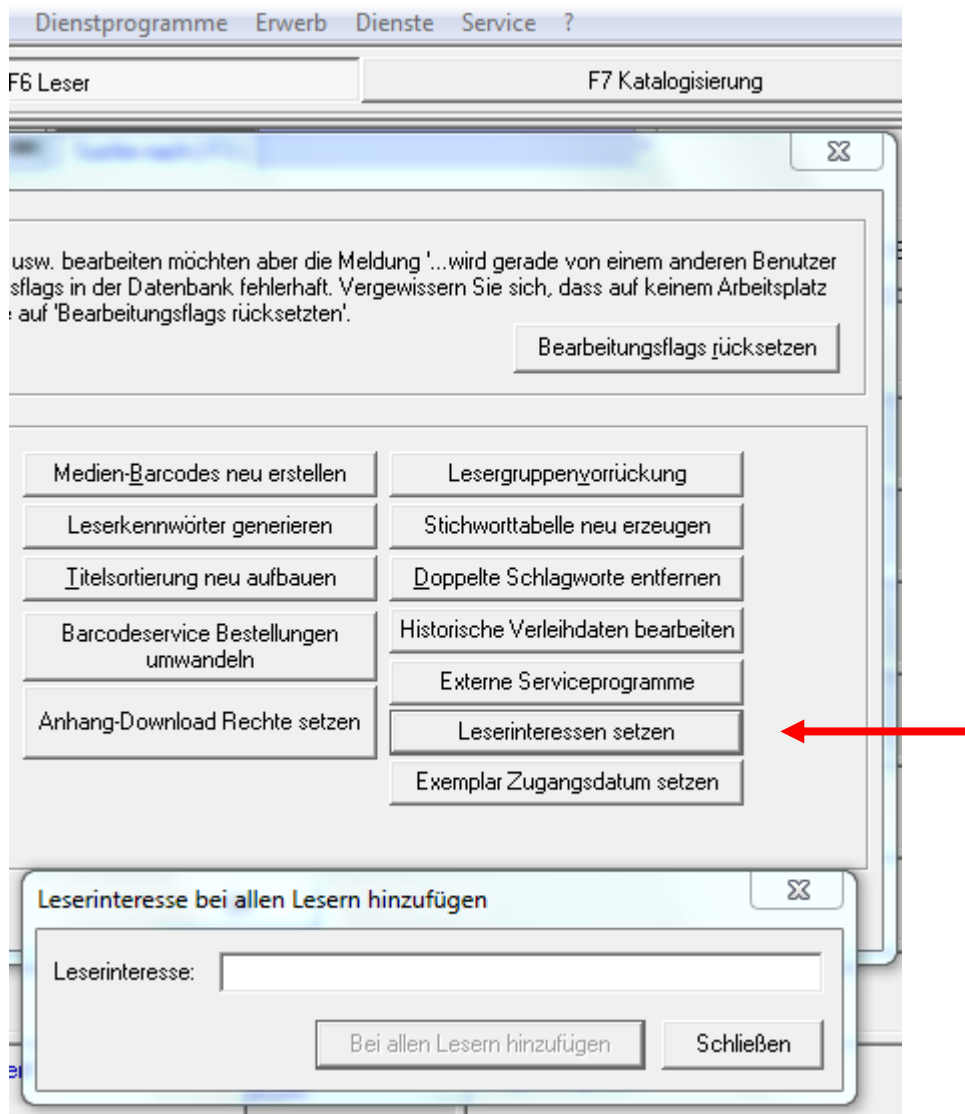 Dienstprogramme Erwerb Dienste Service ?
F6 Leser F7 Katalogisierung
usw. bearbeiten möchten aber die Meldung '...wird gerade von einem anderen Benutzer
sflags in der Datenbank fehlerhaft. Vergewissern Sie sich, dass auf keinem Arbeitsplatz
auf 'Bearbeitungsflags rücksetzten'.
Bearbeitungsflags rücksetzen
Medien-Barcodes neu erstellen Lesergruppenvorrückung
Leserkennwörter generieren Stichworttabelle neu erzeugen
Titelsortierung neu aufbauen Doppelte Schlagworte entfernen
Barcodeservice Bestellungen
umwandeln
Historische Verleihdaten bearbeiten
Externe Serviceprogramme
Anhang-Download Rechte setzen Leserinteressen setzen
Exemplar Zugangsdatum setzen
Leserinteresse bei allen Lesern hinzufügen
Leserinteresse:
Bei allen Lesern hinzufügen Schließen